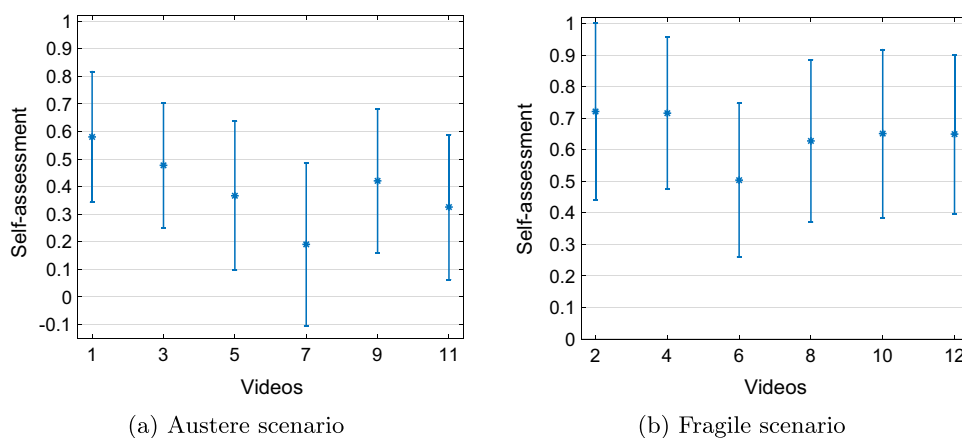 1
0.9
0.8
0.7
0.6
0.5
0.4
0.3
0.2
0.1
0
-0.1
Self-assessment
1 3 5 7 9 11
Videos
(a) Austere scenario
1
0.9
0.8
0.7
0.6
0.5
0.4
0.3
0.2
0.1
0
Self-assessment
2 4 6 8 10 12
Videos
(b) Fragile scenario